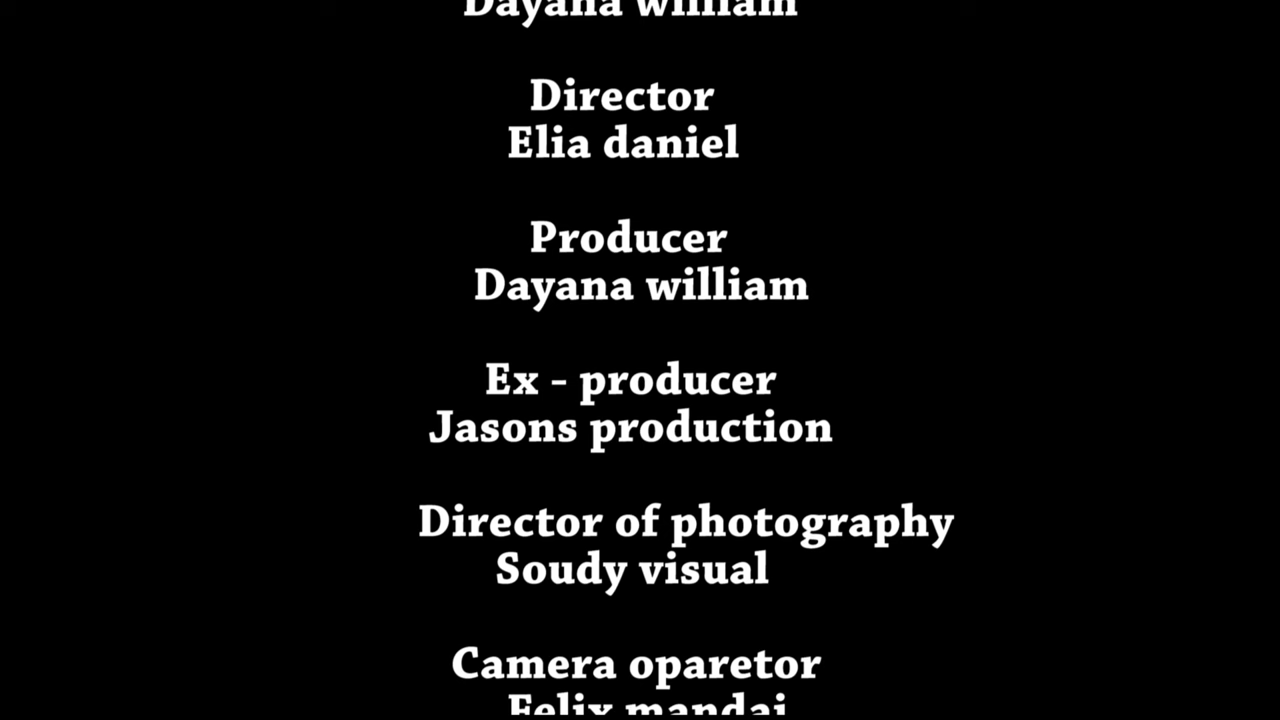 Dayana william
Director
Elia daniel
Producer
Dayana william
Ex - producer
Jasons production
Director of photography
Soudy visual
Camera oparetor
Felix mandai